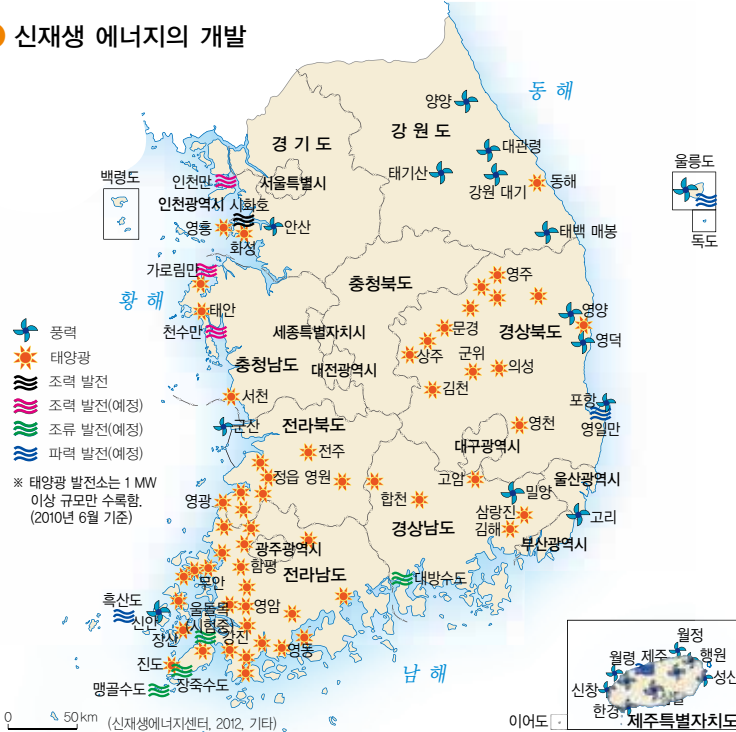 신재생 에너지의 개발
동해
양양
강원도
경기도
대관령
태기산
강원 대기
동해
울릉도
독도
백령도
인천만
서울특별시
인천광역시
시화호
영흥
안산
화성
태백 매봉
가로림만
황해
충청북도
영주
태안
천수만
세종특별자치시
문경
경상북도
영양
영덕
상주
군위
의성
충청남도
대전광역시
김천
서천
포항
영일만
군산
전라북도
영천
대구광역시
전주
정읍
영원
고암
합천
밀양
울산광역시
영광
삼랑진
김해
고리
경상남도
부산광역시
광주광역시
함평
전라남도
대방수도
무안
흑산도
신안
울돌목
(시험중)
영암
장산
강진
영흥
진도
장죽수도
맹골수도
남해
풍력
태양광
조력 발전
조력 발전(예정)
조류 발전(예정)
파력 발전(예정)
※ 태양광 발전소는 1 MW
이상 규모만 수록함.
(2010년 6월 기준)
0 50km
(신재생에너지센터, 2012, 기타)
월정
월령
제주
행원
성산
신창
한경
이어도
제주특별자치도